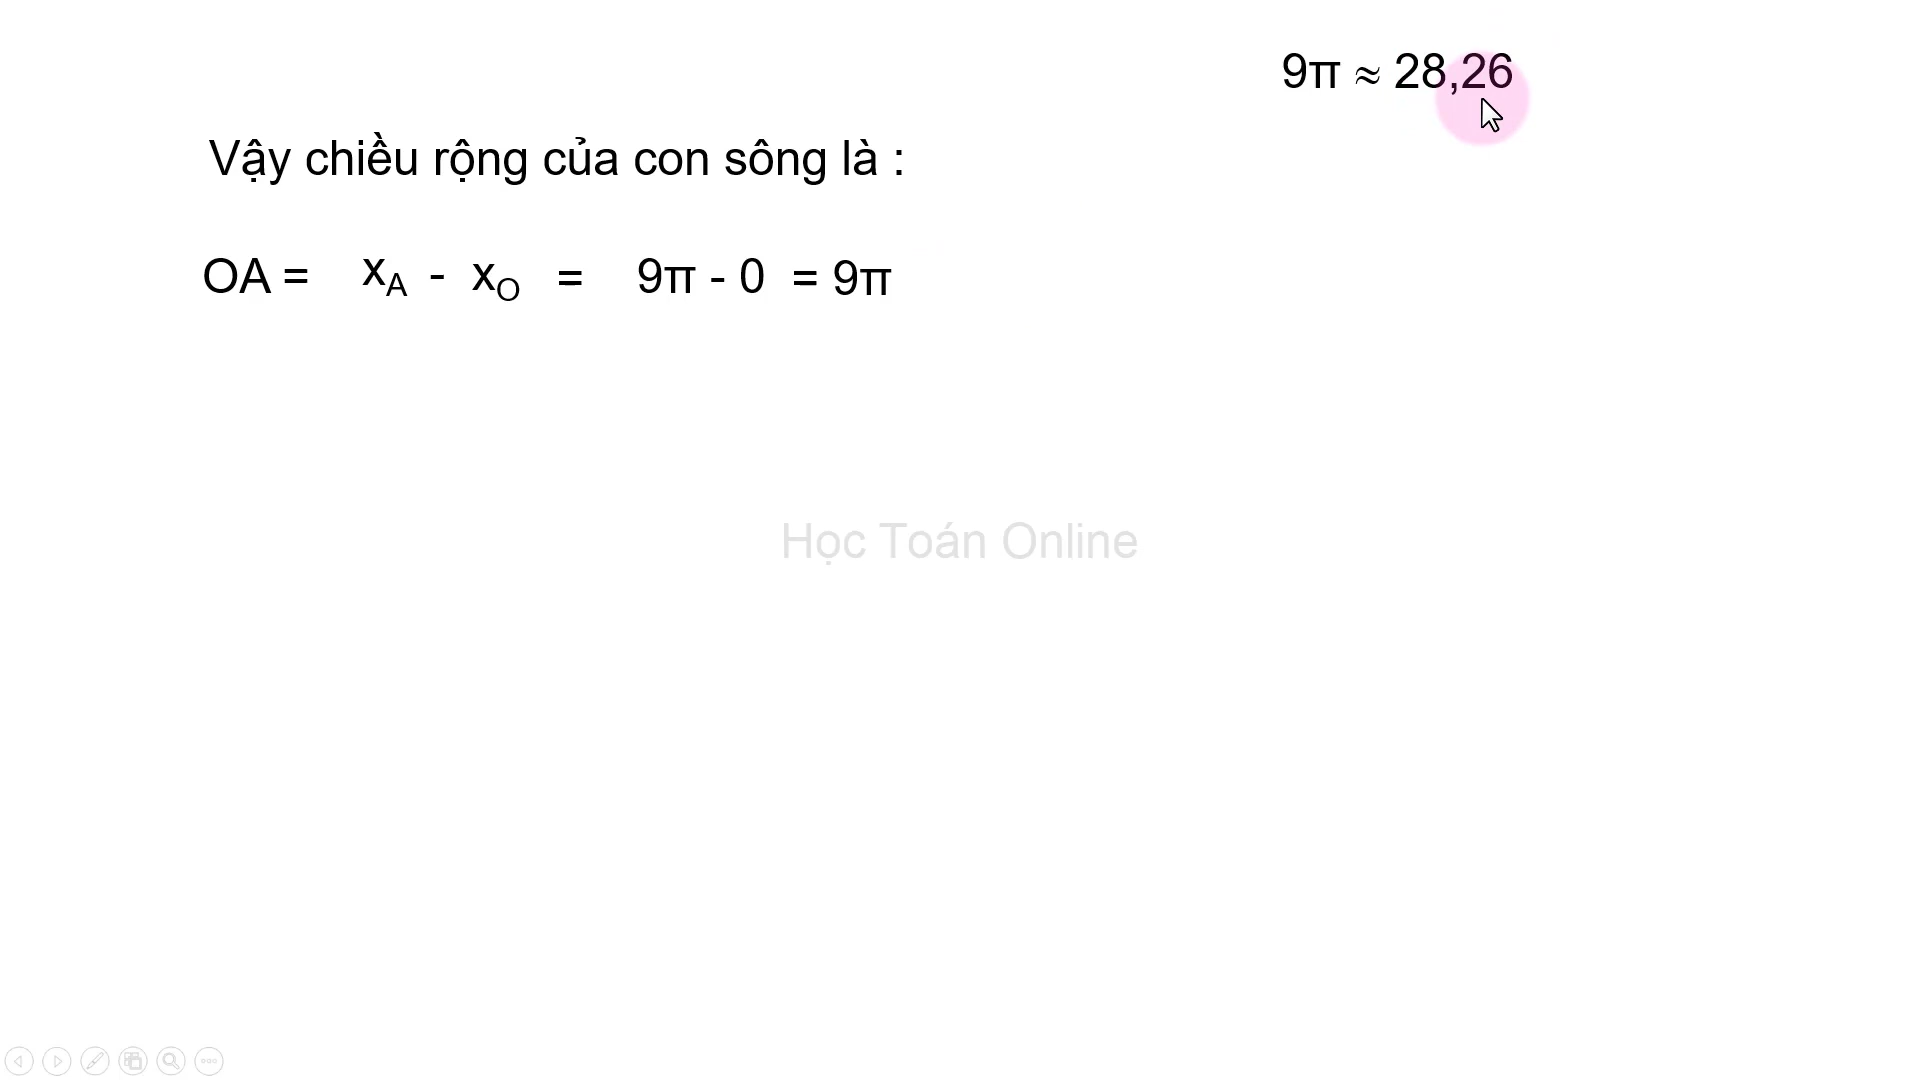 9π ≈ 28,26
Vậy chiều rộng của con sông là :
OA = x_A - x_O = 9π - 0 = 9π
Học Toán Online